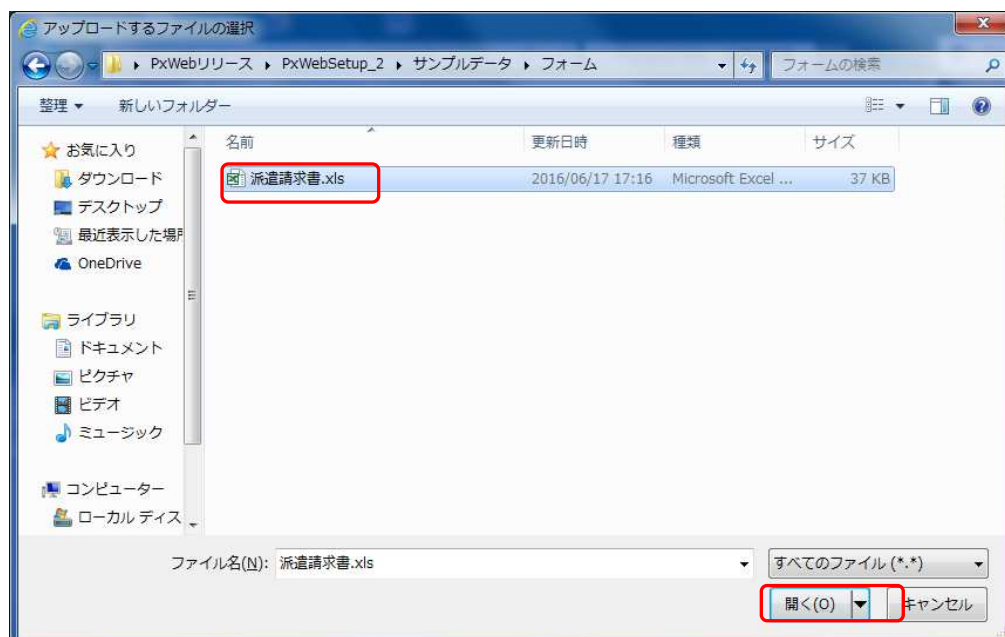 アップロードするファイルの選択
PxWebリリース ▸ PxWebSetup_2 ▸ サンプルデータ ▸ フォーム
フォームの検索
整理 ▼ 新しいフォルダー
名前 更新日時 種類 サイズ
派遣請求書.xls 2016/06/17 17:16 Microsoft Excel ... 37 KB
お気に入り
ダウンロード
デスクトップ
最近表示した場所
OneDrive
ライブラリ
ドキュメント
ピクチャ
ビデオ
ミュージック
コンピューター
ローカル ディス
ファイル名(N): 派遣請求書.xls
すべてのファイル (*.*)
開く(O) キャンセル